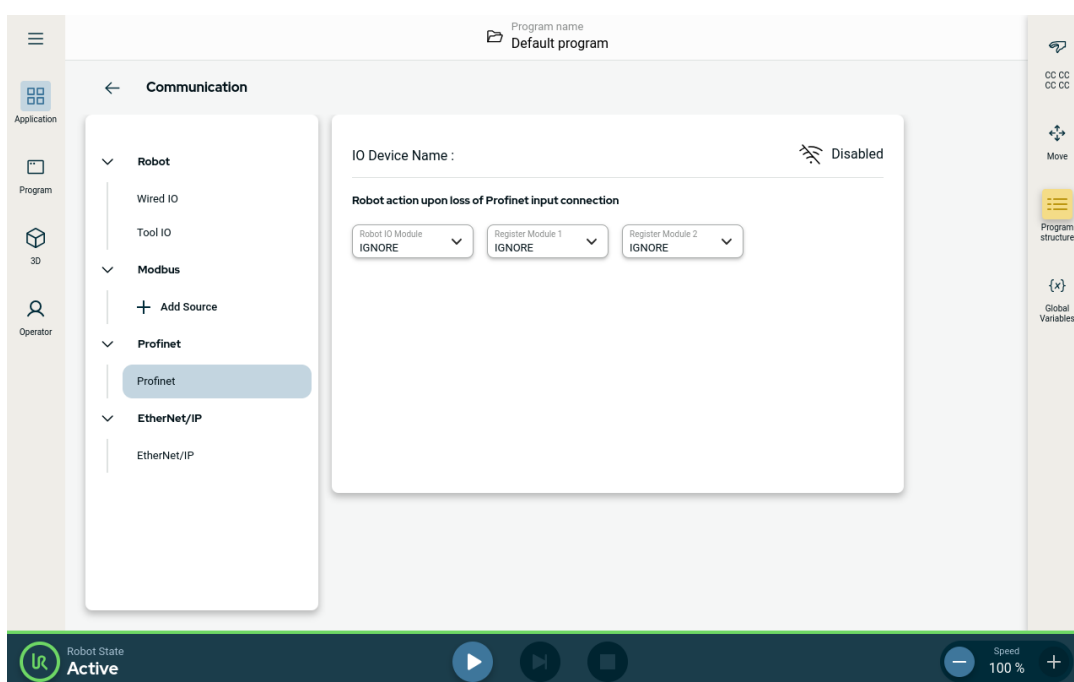 Program name
Default program
Application
Program
3D
Operator
Communication
Robot
Wired IO
Tool IO
Modbus
Add Source
Profinet
Profinet
EtherNet/IP
EtherNet/IP
IO Device Name :
Disabled
Robot action upon loss of Profinet input connection
Robot IO Module
IGNORE
Register Module 1
IGNORE
Register Module 2
IGNORE
CC CC
CC CC
Move
Program
structure
{x}
Global
Variables
UR
Robot State
Active
Speed
100 %